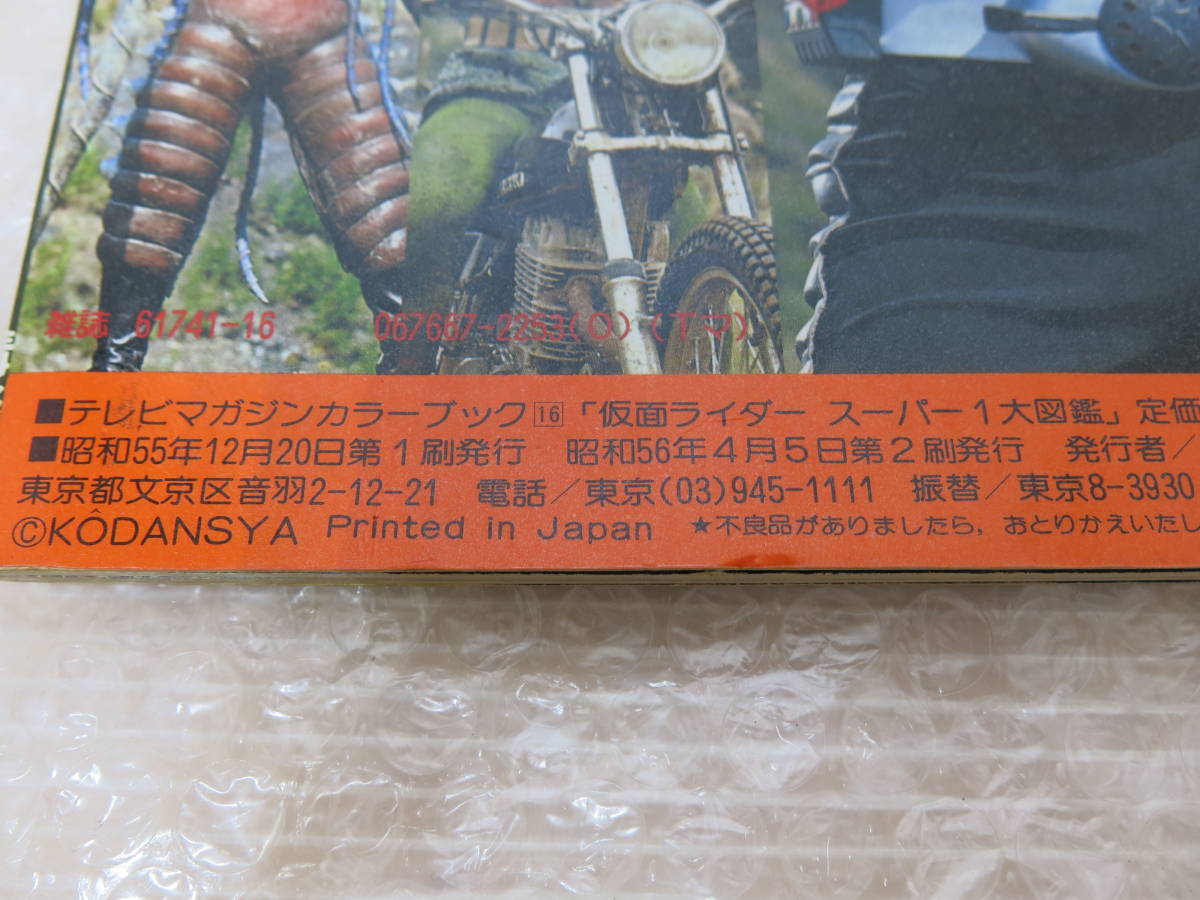 雑誌 61741-16 067667-2253(0)(Tマ)
■テレビマガジンカラーブック16「仮面ライダー スーパー1大図鑑」定価
■昭和55年12月20日第1刷発行 昭和56年4月5日第2刷発行 発行者/
東京都文京区音羽2-12-21 電話/東京(03)945-1111 振替/東京8-3930
©KÔDANSYA Printed in Japan ★不良品がありましたら,おとりかえいたし